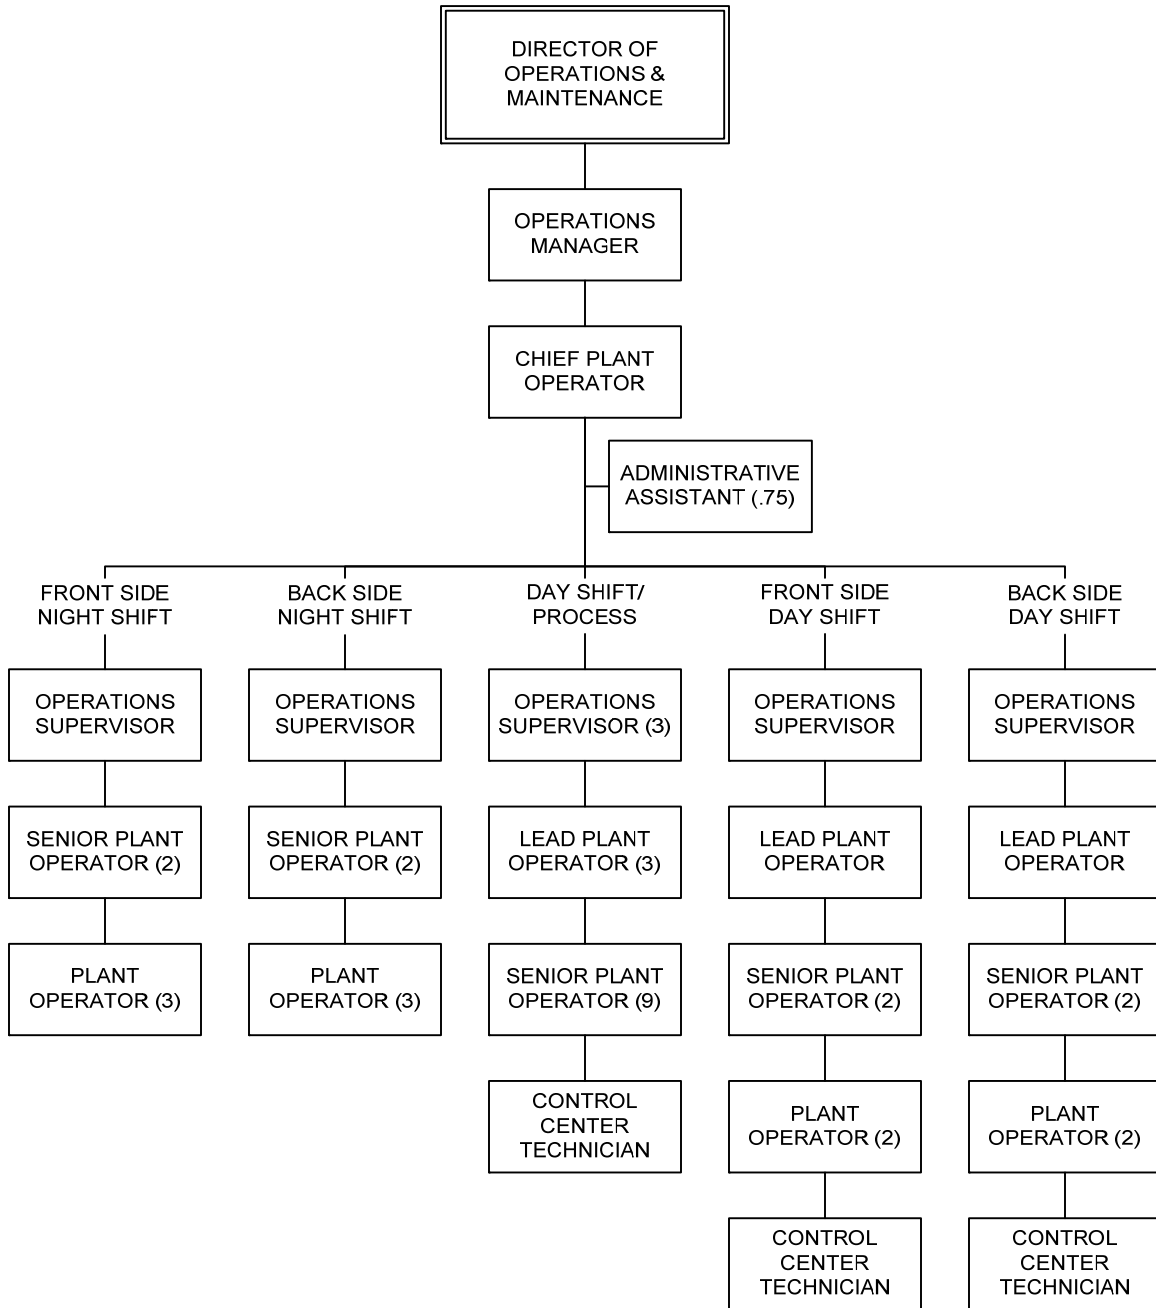 DIRECTOR OF
OPERATIONS &
MAINTENANCE
OPERATIONS
MANAGER
CHIEF PLANT
OPERATOR
ADMINISTRATIVE
ASSISTANT (.75)
FRONT SIDE
NIGHT SHIFT
BACK SIDE
NIGHT SHIFT
DAY SHIFT/
PROCESS
FRONT SIDE
DAY SHIFT
BACK SIDE
DAY SHIFT
OPERATIONS
SUPERVISOR
OPERATIONS
SUPERVISOR
OPERATIONS
SUPERVISOR (3)
OPERATIONS
SUPERVISOR
OPERATIONS
SUPERVISOR
SENIOR PLANT
OPERATOR (2)
SENIOR PLANT
OPERATOR (2)
LEAD PLANT
OPERATOR (3)
LEAD PLANT
OPERATOR
LEAD PLANT
OPERATOR
PLANT
OPERATOR (3)
PLANT
OPERATOR (3)
SENIOR PLANT
OPERATOR (9)
SENIOR PLANT
OPERATOR (2)
SENIOR PLANT
OPERATOR (2)
CONTROL
CENTER
TECHNICIAN
PLANT
OPERATOR (2)
PLANT
OPERATOR (2)
CONTROL
CENTER
TECHNICIAN
CONTROL
CENTER
TECHNICIAN